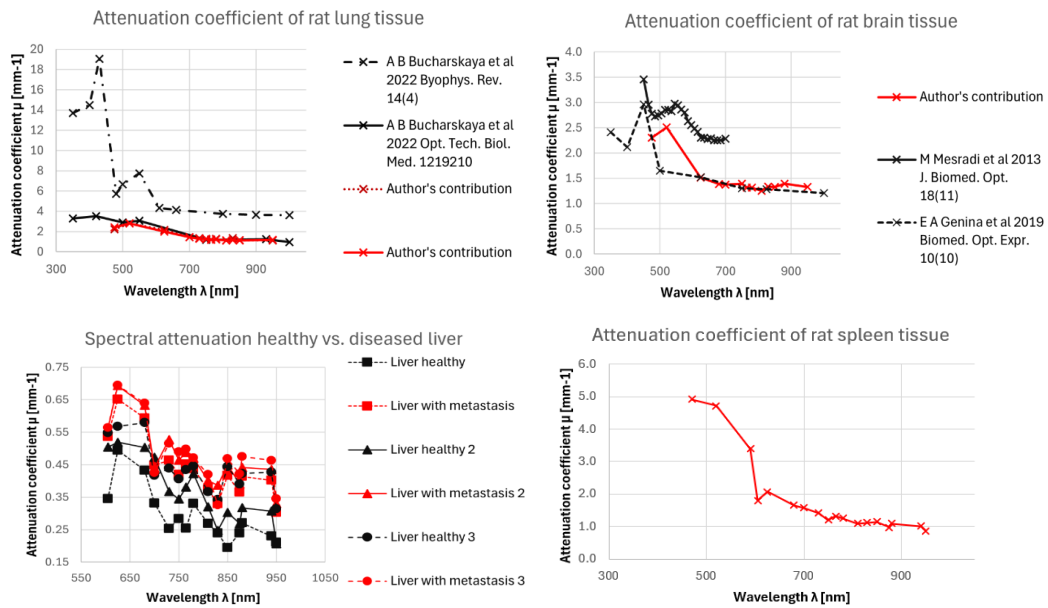 Attenuation coefficient of rat lung tissue
Attenuation coefficient μ [mm-1]
20
18
16
14
12
10
8
6
4
2
0
300
500
700
900
Wavelength λ [nm]
A B Bucharskaya et al
2022 Byophys. Rev.
14(4)
A B Bucharskaya et al
2022 Opt. Tech. Biol.
Med. 1219210
Author's contribution
Author's contribution
Attenuation coefficient of rat brain tissue
Attenuation coefficient μ [mm-1]
4.0
3.5
3.0
2.5
2.0
1.5
1.0
0.5
0.0
300
500
700
900
Wavelength λ [nm]
Author's contribution
M Mesradi et al 2013
J. Biomed. Opt.
18(11)
E A Genina et al 2019
Biomed. Opt. Expr.
10(10)
Spectral attenuation healthy vs. diseased liver
Attenuation coefficient μ [mm-1]
0.75
0.65
0.55
0.45
0.35
0.25
0.15
550
650
750
850
950
1050
Wavelength λ [nm]
Liver healthy
Liver with metastasis
Liver healthy 2
Liver with metastasis 2
Liver healthy 3
Liver with metastasis 3
Attenuation coefficient of rat spleen tissue
Attenuation coefficient μ [mm-1]
6.0
5.0
4.0
3.0
2.0
1.0
0.0
300
500
700
900
Wavelength λ [nm]